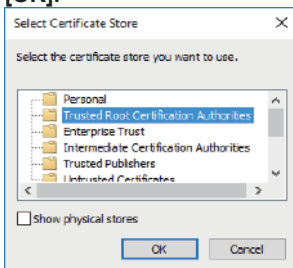 [OK].
Select Certificate Store
Select the certificate store you want to use.
Personal
Trusted Root Certification Authorities
Enterprise Trust
Intermediate Certification Authorities
Trusted Publishers
Untrusted Certificates
Show physical stores
OK Cancel